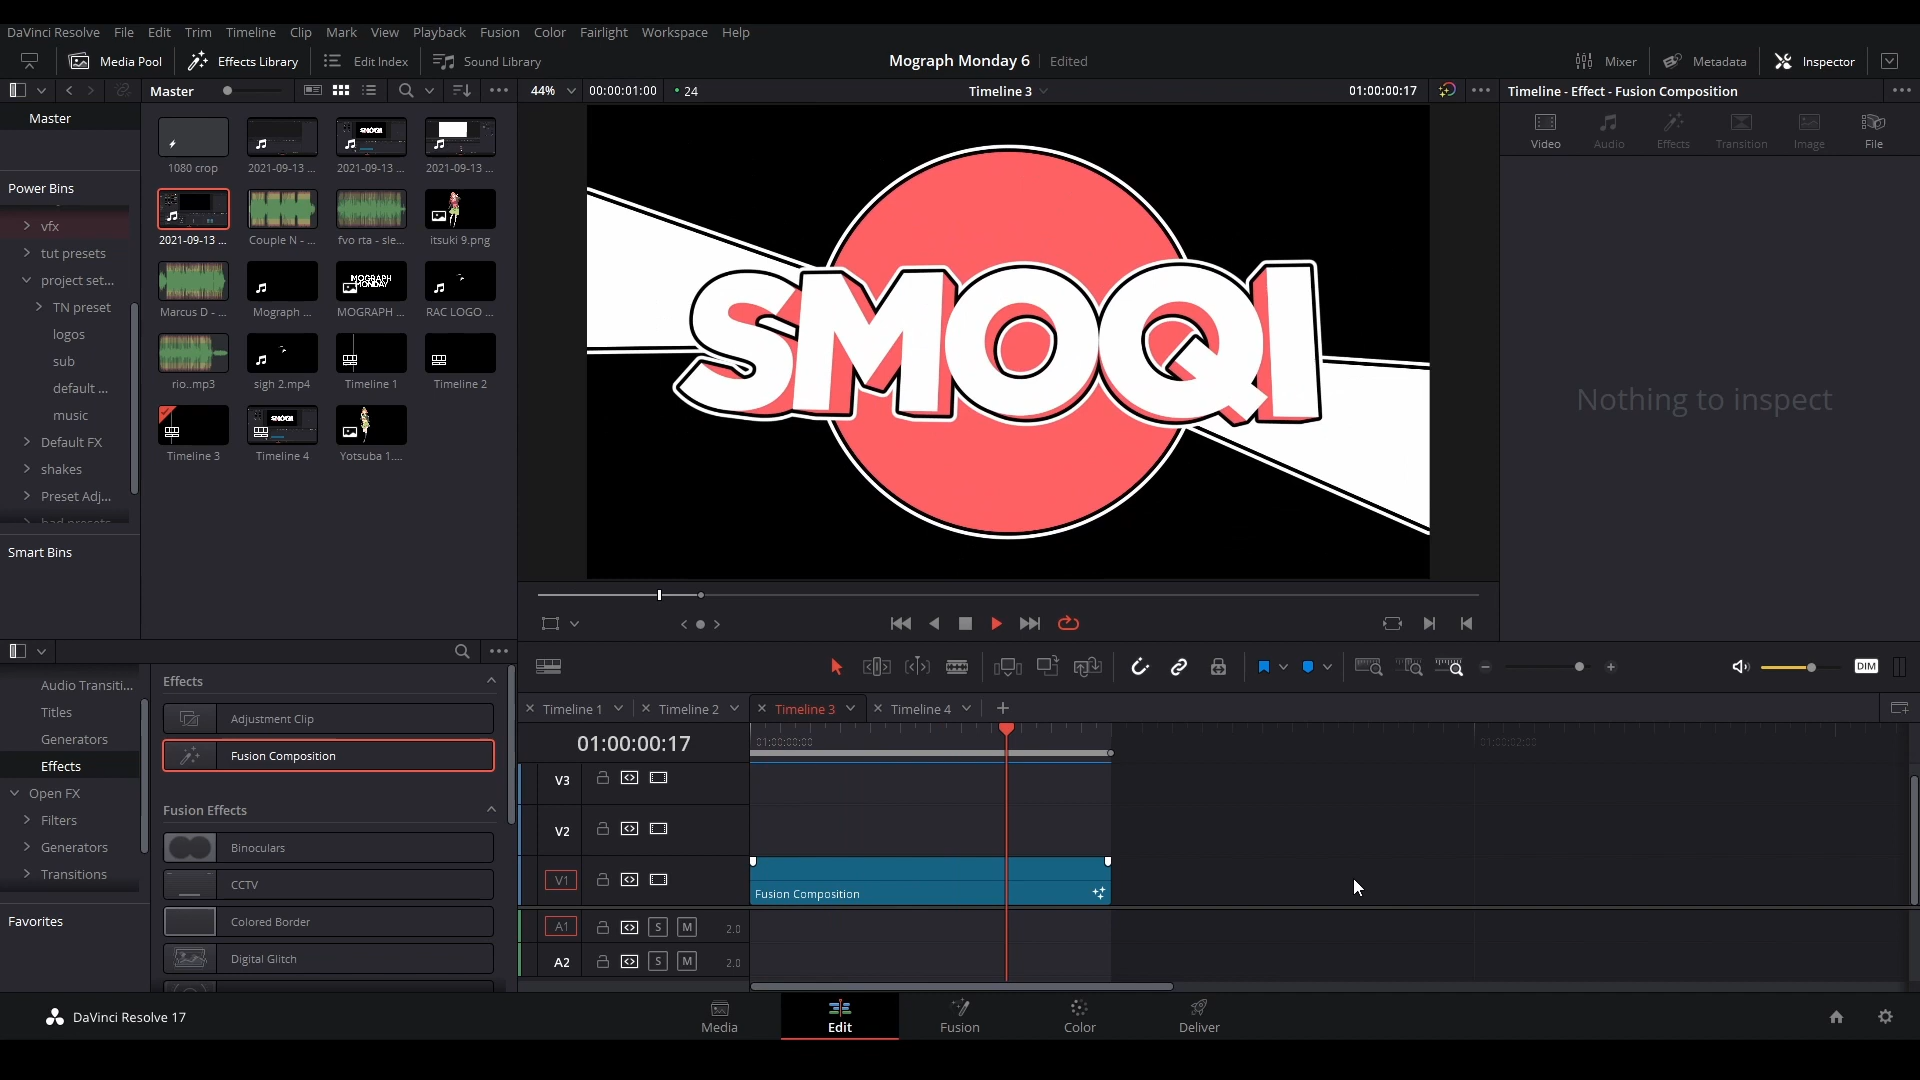 DaVinci Resolve File Edit Trim Timeline Clip Mark View Playback Fusion Color Fairlight Workspace Help
Media Pool Effects Library Edit Index Sound Library Mograph Monday 6 Edited Mixer Metadata Inspector
Master 44% 00:00:01:00 24 Timeline 3 01:00:00:17 Timeline - Effect - Fusion Composition
Master
Video Audio Effects Transition Image File
1080 crop 2021-09-13 ... 2021-09-13 ... 2021-09-13 ...
Power Bins
vfx
2021-09-13 ... Couple N - ... fvo rta - sle... itsuki 9.png
tut presets
project set...
MOGRAPH
MONDAY
TN preset
Marcus D - ... Mograph ... MOGRAPH ... RAC LOGO ...
logos
sub
default ...
rio..mp3 sigh 2.mp4 Timeline 1 Timeline 2
music
SMOQI
Default FX
Timeline 3 Timeline 4 Yotsuba 1....
shakes
Preset Adj...
bad presets
Smart Bins
SMOQI
Nothing to inspect
DIM
Audio Transiti...
Titles
Generators
Effects
Open FX
Filters
Generators
Transitions
Favorites
Effects
Adjustment Clip
Fusion Composition
Fusion Effects
Binoculars
CCTV
Colored Border
Digital Glitch
Timeline 1 Timeline 2 Timeline 3 Timeline 4
01:00:00:17 01:00:00:00 01:00:02:00
V3
V2
V1
Fusion Composition
A1 S M 2.0
A2 S M 2.0
DaVinci Resolve 17
Media Edit Fusion Color Deliver